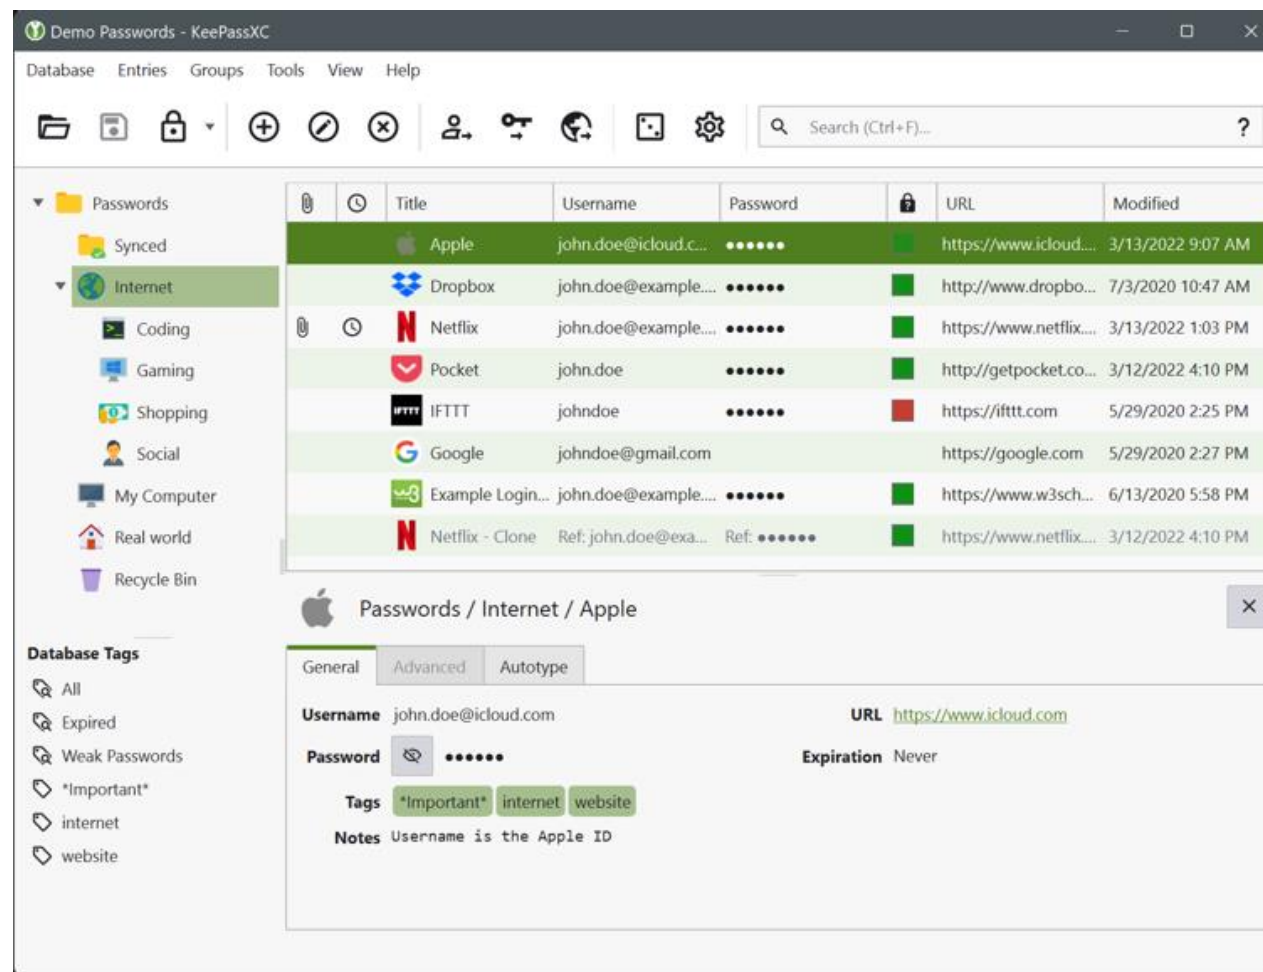 Demo Passwords - KeePassXC
Database Entries Groups Tools View Help
Search (Ctrl+F)...
?
Passwords
Synced
Internet
Coding
Gaming
Shopping
Social
My Computer
Real world
Recycle Bin
Database Tags
All
Expired
Weak Passwords
*Important*
internet
website
Title Username Password URL Modified
Apple john.doe@icloud.c... ●●●●●● https://www.icloud.... 3/13/2022 9:07 AM
Dropbox john.doe@example.... ●●●●●● http://www.dropbo... 7/3/2020 10:47 AM
Netflix john.doe@example.... ●●●●●● https://www.netflix.... 3/13/2022 1:03 PM
Pocket john.doe ●●●●●● http://getpocket.co... 3/12/2022 4:10 PM
IFTTT IFTTT johndoe ●●●●●● https://ifttt.com 5/29/2020 2:25 PM
Google johndoe@gmail.com https://google.com 5/29/2020 2:27 PM
w3 Example Login... john.doe@example.... ●●●●●● https://www.w3sch... 6/13/2020 5:58 PM
Netflix - Clone Ref: john.doe@exa... Ref: ●●●●●● https://www.netflix.... 3/12/2022 4:10 PM
Passwords / Internet / Apple
General Advanced Autotype
Username john.doe@icloud.com URL https://www.icloud.com
Password ●●●●●● Expiration Never
Tags *Important* internet website
Notes Username is the Apple ID